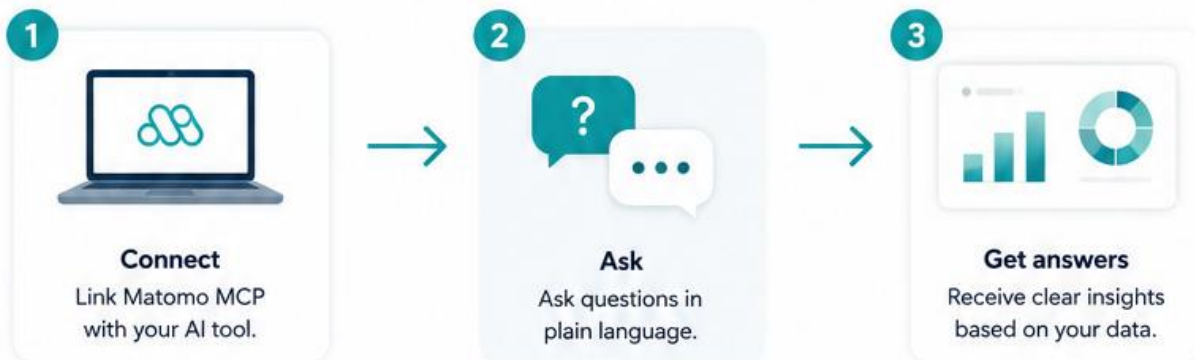 1
2
3
?
Connect
Link Matomo MCP
with your AI tool.
Ask
Ask questions in
plain language.
Get answers
Receive clear insights
based on your data.